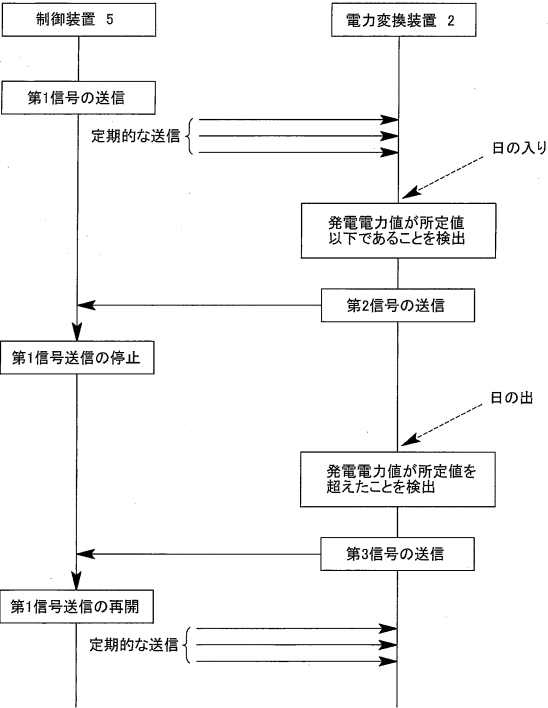 制御装置 5
電力変換装置 2
第1信号の送信
定期的な送信
日の入り
発電電力値が所定値
以下であることを検出
第2信号の送信
第1信号送信の停止
日の出
発電電力値が所定値を
超えたことを検出
第3信号の送信
第1信号送信の再開
定期的な送信